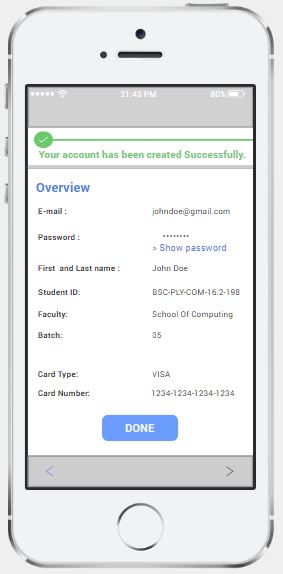 21:43 PM 80%
Your account has been created Successfully.
Overview
E-mail : johndoe@gmail.com
Password : ••••••••
> Show password
First and Last name : John Doe
Student ID: BSC-PLY-COM-16.2-198
Faculty: School Of Computing
Batch: 05
Card Type: VISA
Card Number: 1234-1234-1234-1234
DONE
< >